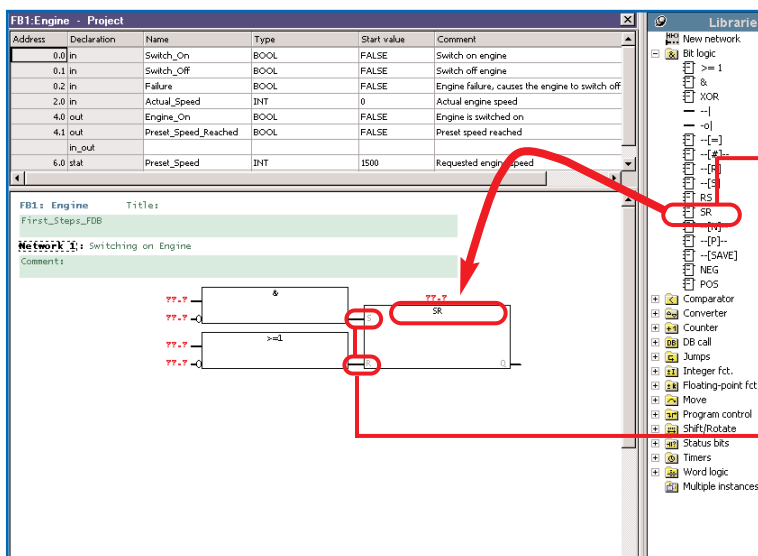 FB1:Engine - Project
Address Declaration Name Type Start value Comment
0.0 in Switch_On BOOL FALSE Switch on engine
0.1 in Switch_Off BOOL FALSE Switch off engine
0.2 in Failure BOOL FALSE Engine failure, causes the engine to switch off
2.0 in Actual_Speed INT 0 Actual engine speed
4.0 out Engine_On BOOL FALSE Engine is switched on
4.1 out Preset_Speed_Reached BOOL FALSE Preset speed reached
in_out
6.0 stat Preset_Speed INT 1500 Requested engine speed
FB1: Engine Title:
First_Steps_FDB
Network 1: Switching on Engine
Comment:
&
??.?
??.?
>=1
??.?
??.?
??.?
SR
S
R
Q
Librarie
New network
Bit logic
>= 1
&
XOR
--|
-o|
--[=]
--[#]--
--[R]
--[S]
RS
SR
--[N]
--[P]--
--[SAVE]
NEG
POS
Comparator
Converter
Counter
DB call
Jumps
Integer fct.
Floating-point fct
Move
Program control
Shift/Rotate
Status bits
Timers
Word logic
Multiple instances